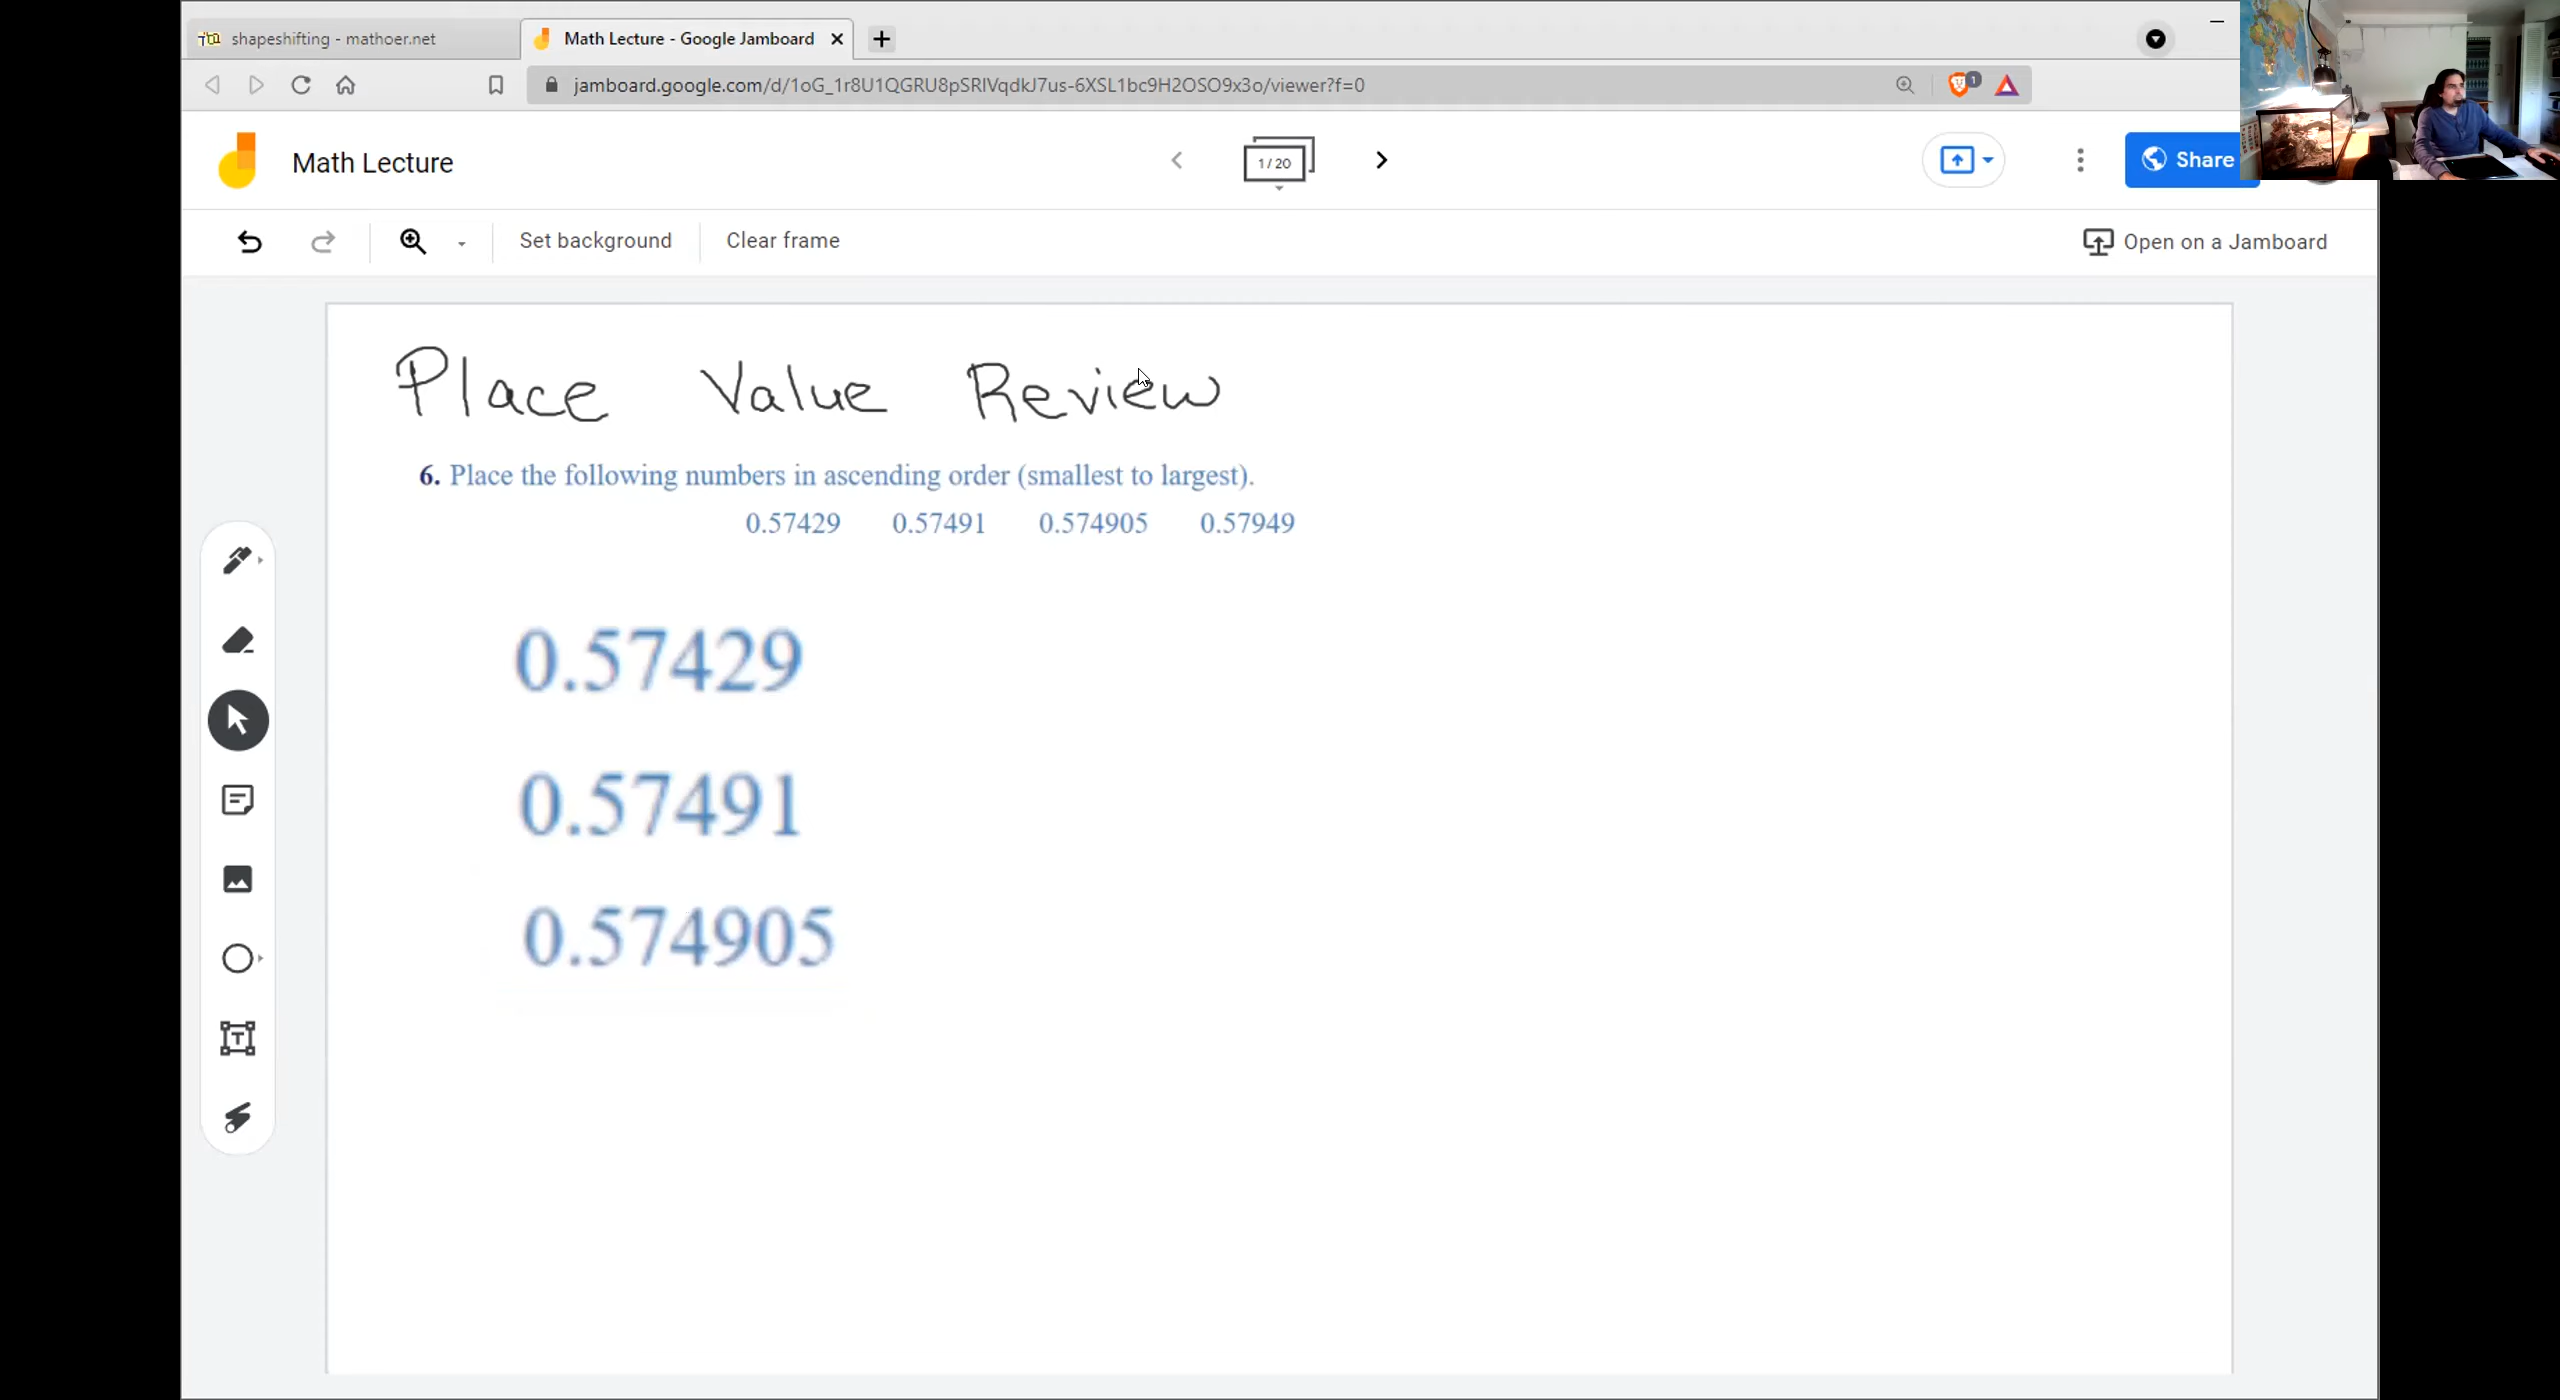 shapeshifting - mathoer.net
Math Lecture - Google Jamboard
jamboard.google.com/d/1oG_1r8U1QGRU8pSRlVqdkJ7us-6XSL1bc9H2OSO9x3o/viewer?f=0
1
Math Lecture
1 / 20
Share
Set background
Clear frame
Open on a Jamboard
Place Value Review
6. Place the following numbers in ascending order (smallest to largest).
0.57429 0.57491 0.574905 0.57949
0.57429
0.57491
0.574905